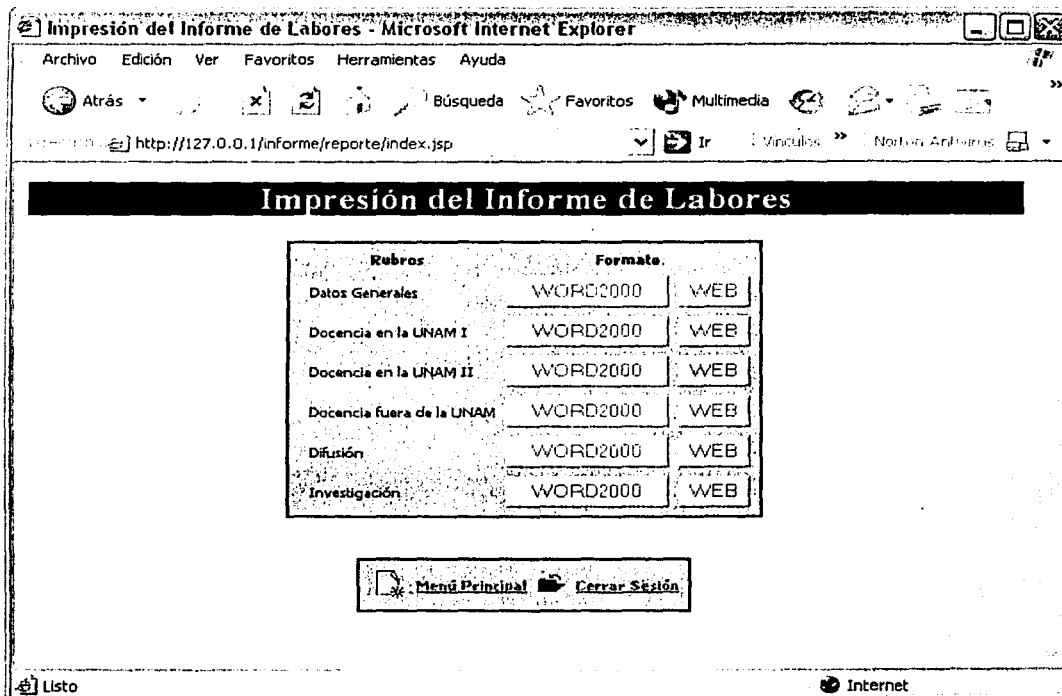 Impresión del Informe de Labores - Microsoft Internet Explorer
Archivo Edición Ver Favoritos Herramientas Ayuda
Atrás Búsqueda Favoritos Multimedia »
http://127.0.0.1/informe/reporte/index.jsp Ir Vínculos » Norton Antivirus
Impresión del Informe de Labores
Rubros Formato
Datos Generales WORD2000 WEB
Docencia en la UNAM I WORD2000 WEB
Docencia en la UNAM II WORD2000 WEB
Docencia fuera de la UNAM WORD2000 WEB
Difusión WORD2000 WEB
Investigación WORD2000 WEB
Menú Principal Cerrar Sesión
Listo Internet